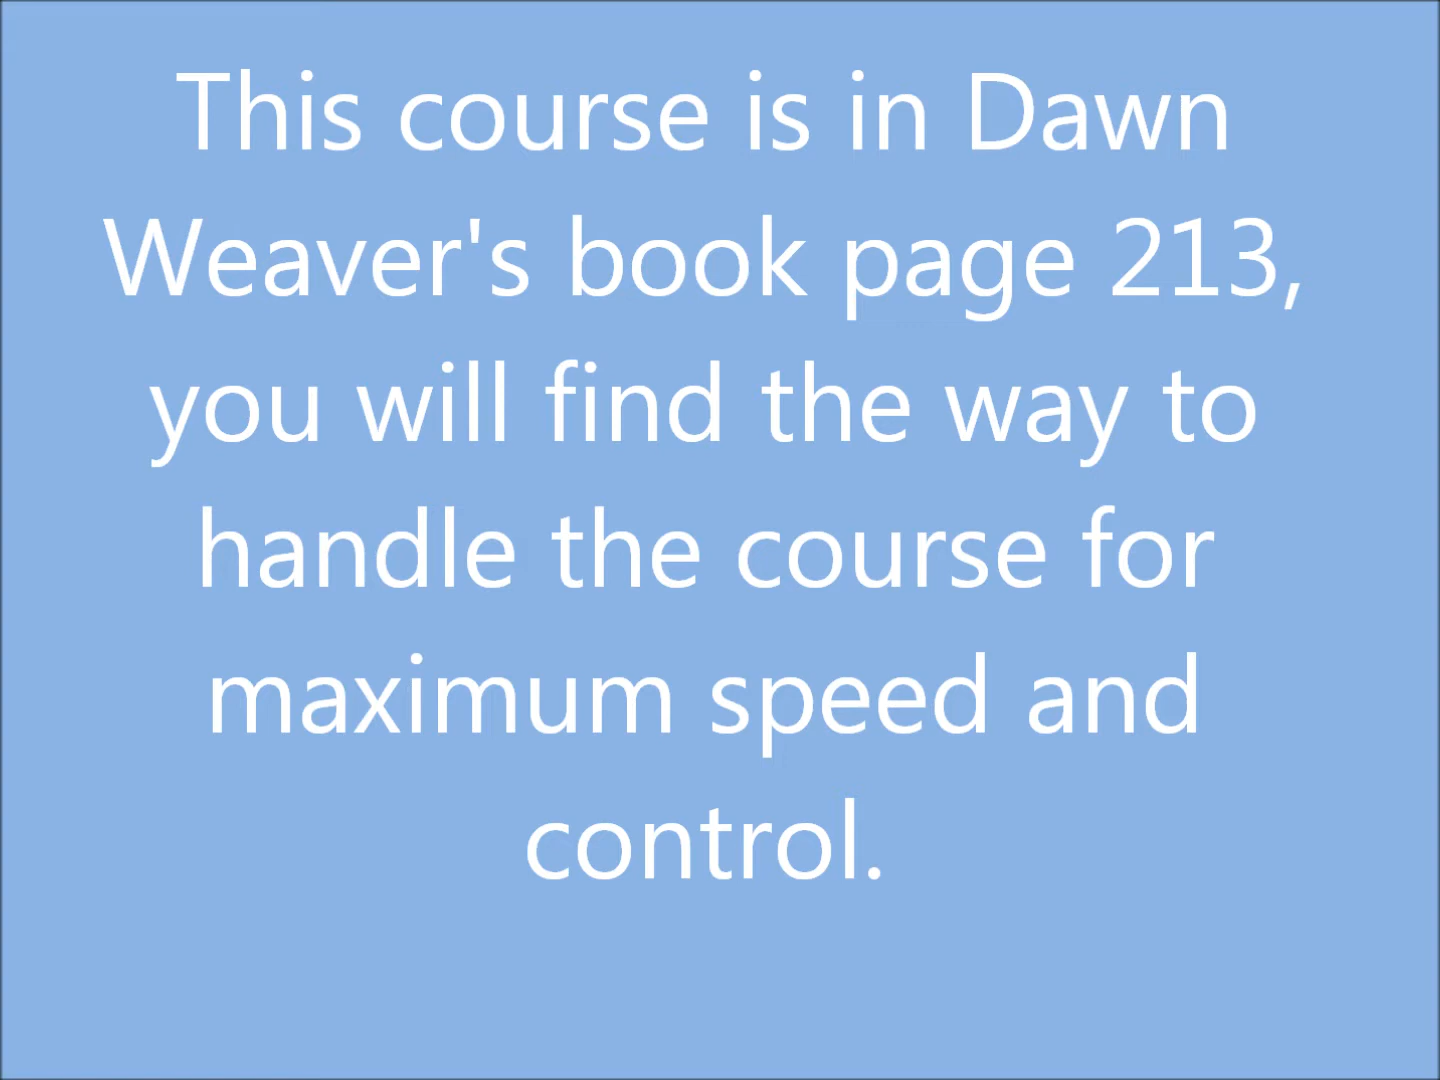 This course is in Dawn
Weaver's book page 213,
you will find the way to
handle the course for
maximum speed and
control.